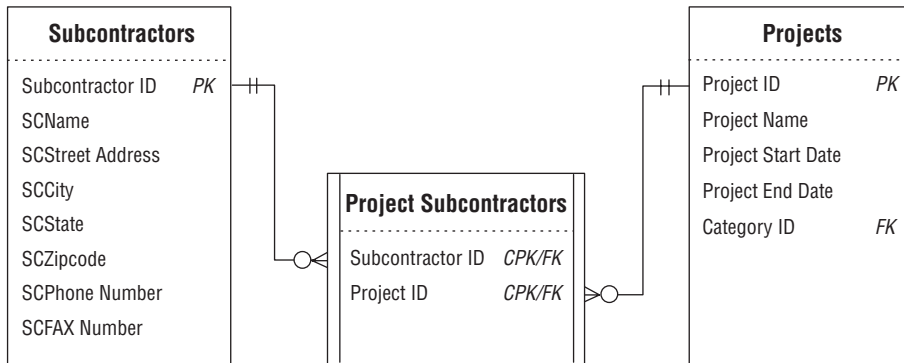 Subcontractors
Subcontractor ID PK
SCName
SCStreet Address
SCCity
SCState
SCZipcode
SCPhone Number
SCFAX Number
Project Subcontractors
Subcontractor ID CPK/FK
Project ID CPK/FK
Projects
Project ID PK
Project Name
Project Start Date
Project End Date
Category ID FK